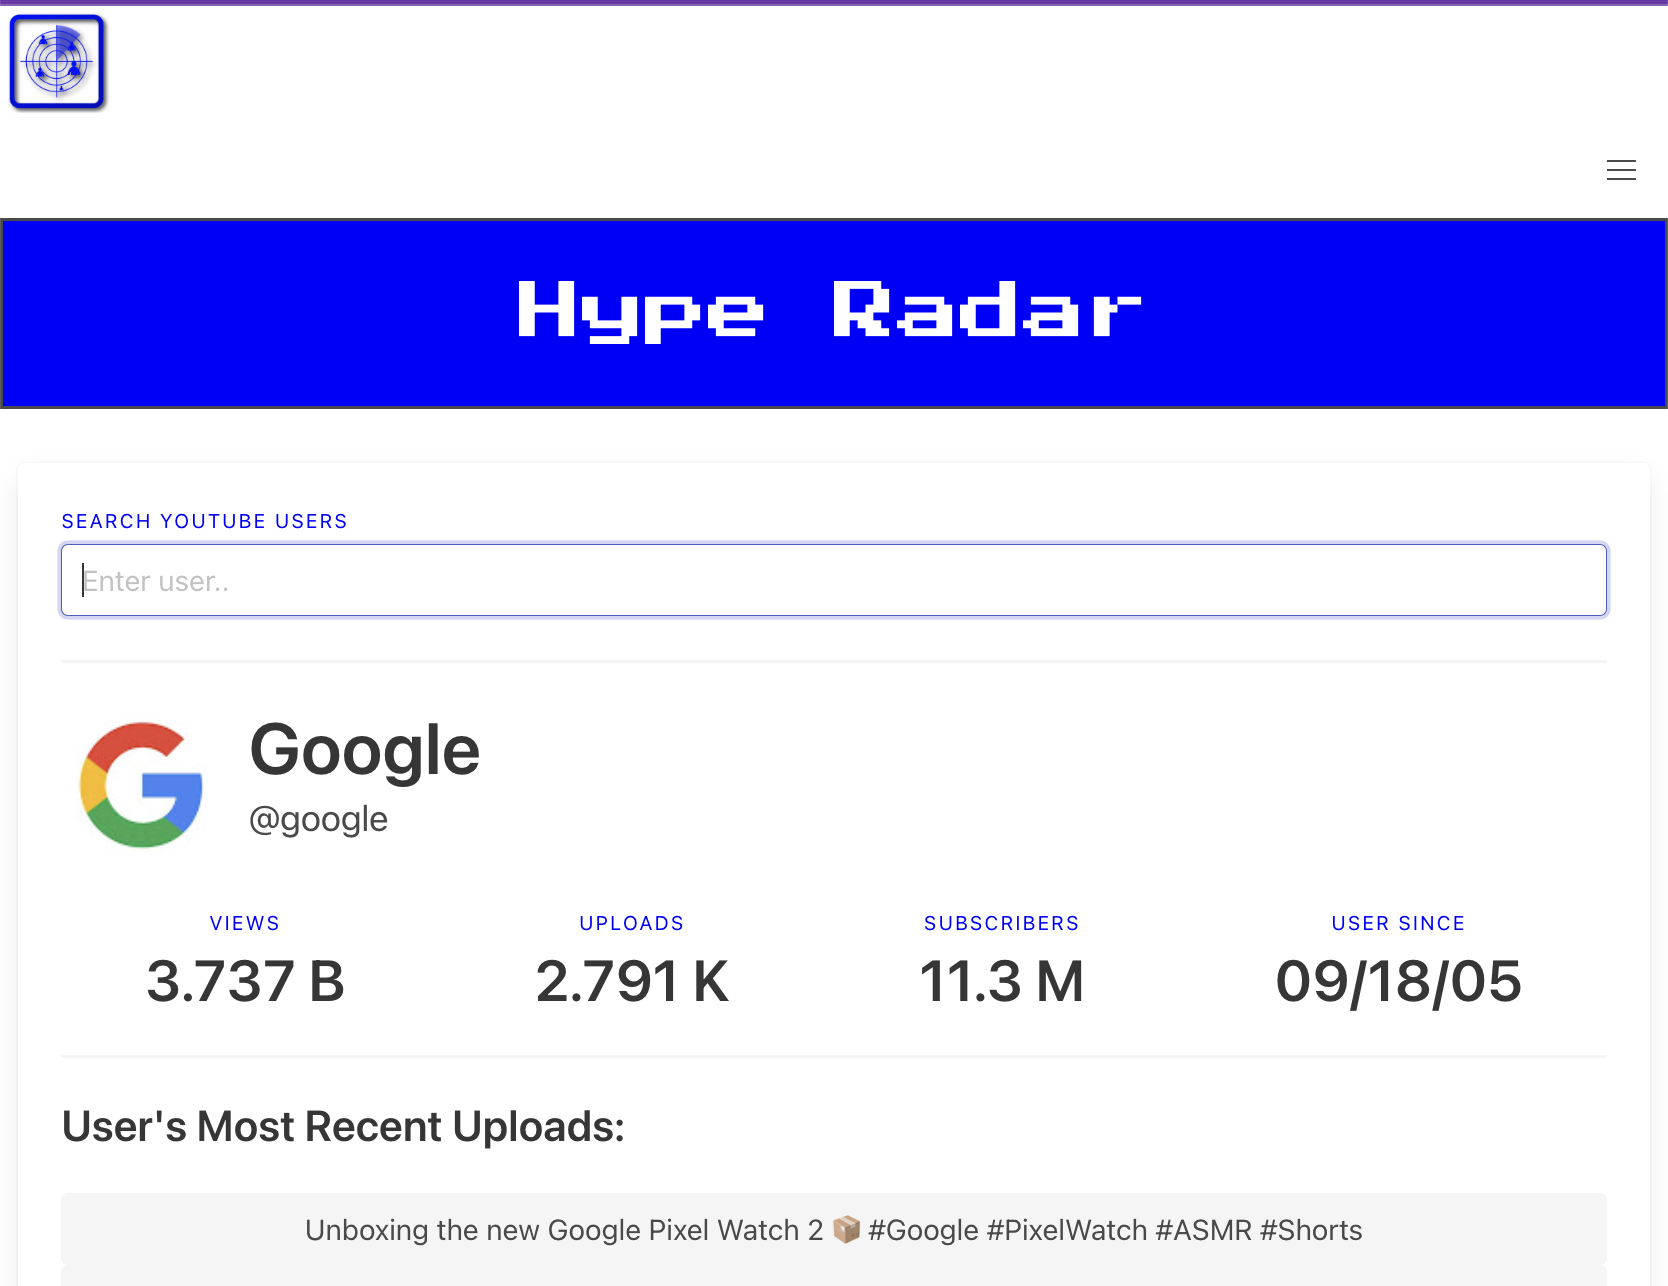 Hype Radar
SEARCH YOUTUBE USERS
Enter user..
Google
@google
VIEWS
3.737 B
UPLOADS
2.791 K
SUBSCRIBERS
11.3 M
USER SINCE
09/18/05
User's Most Recent Uploads:
Unboxing the new Google Pixel Watch 2 📦 #Google #PixelWatch #ASMR #Shorts